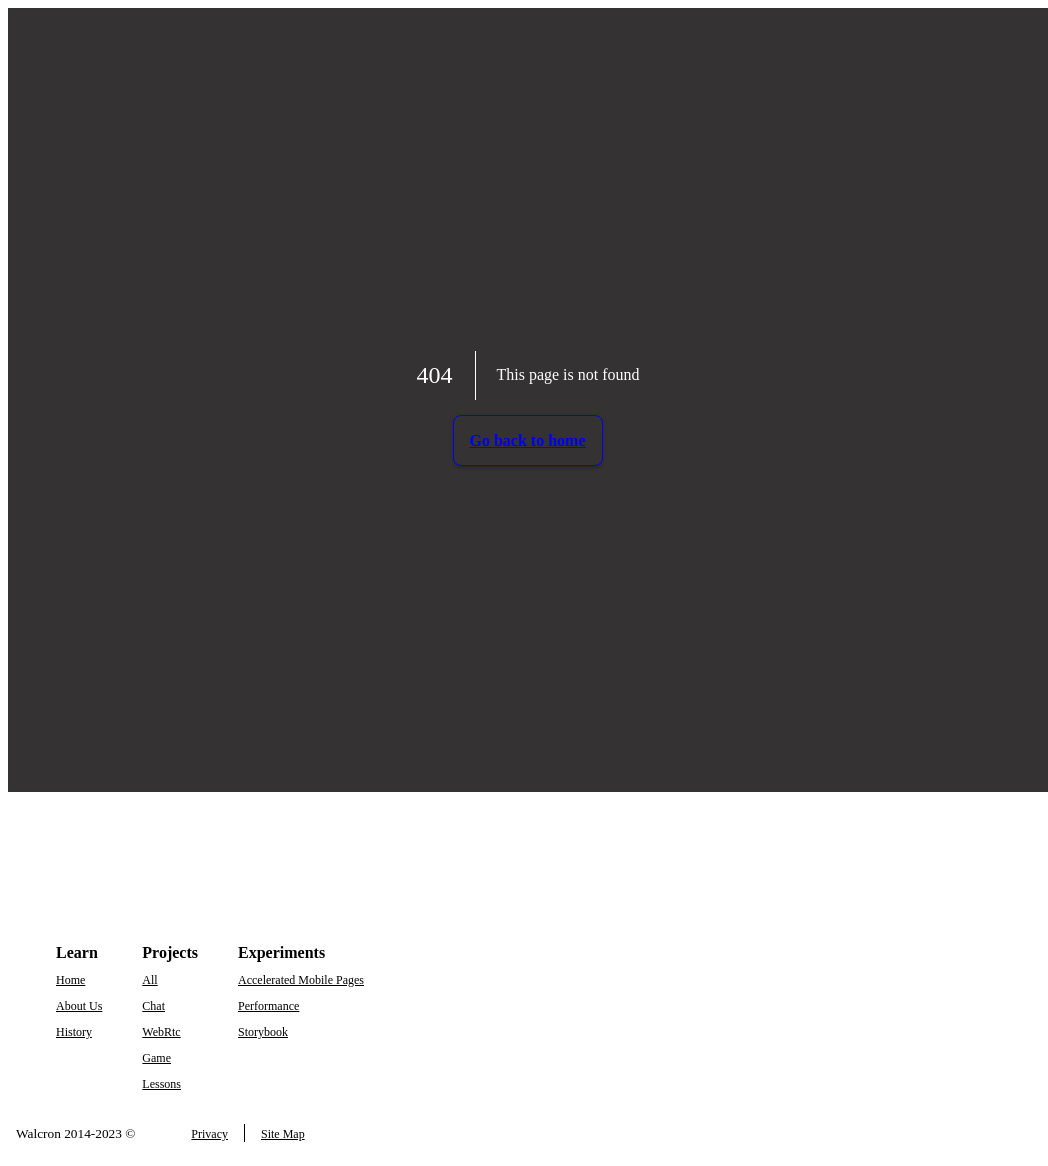 404
This page is not found
Go back to home
Learn
Home
About Us
History
Projects
All
Chat
WebRtc
Game
Lessons
Experiments
Accelerated Mobile Pages
Performance
Storybook
Walcron 2014-2023 ©
Privacy
Site Map